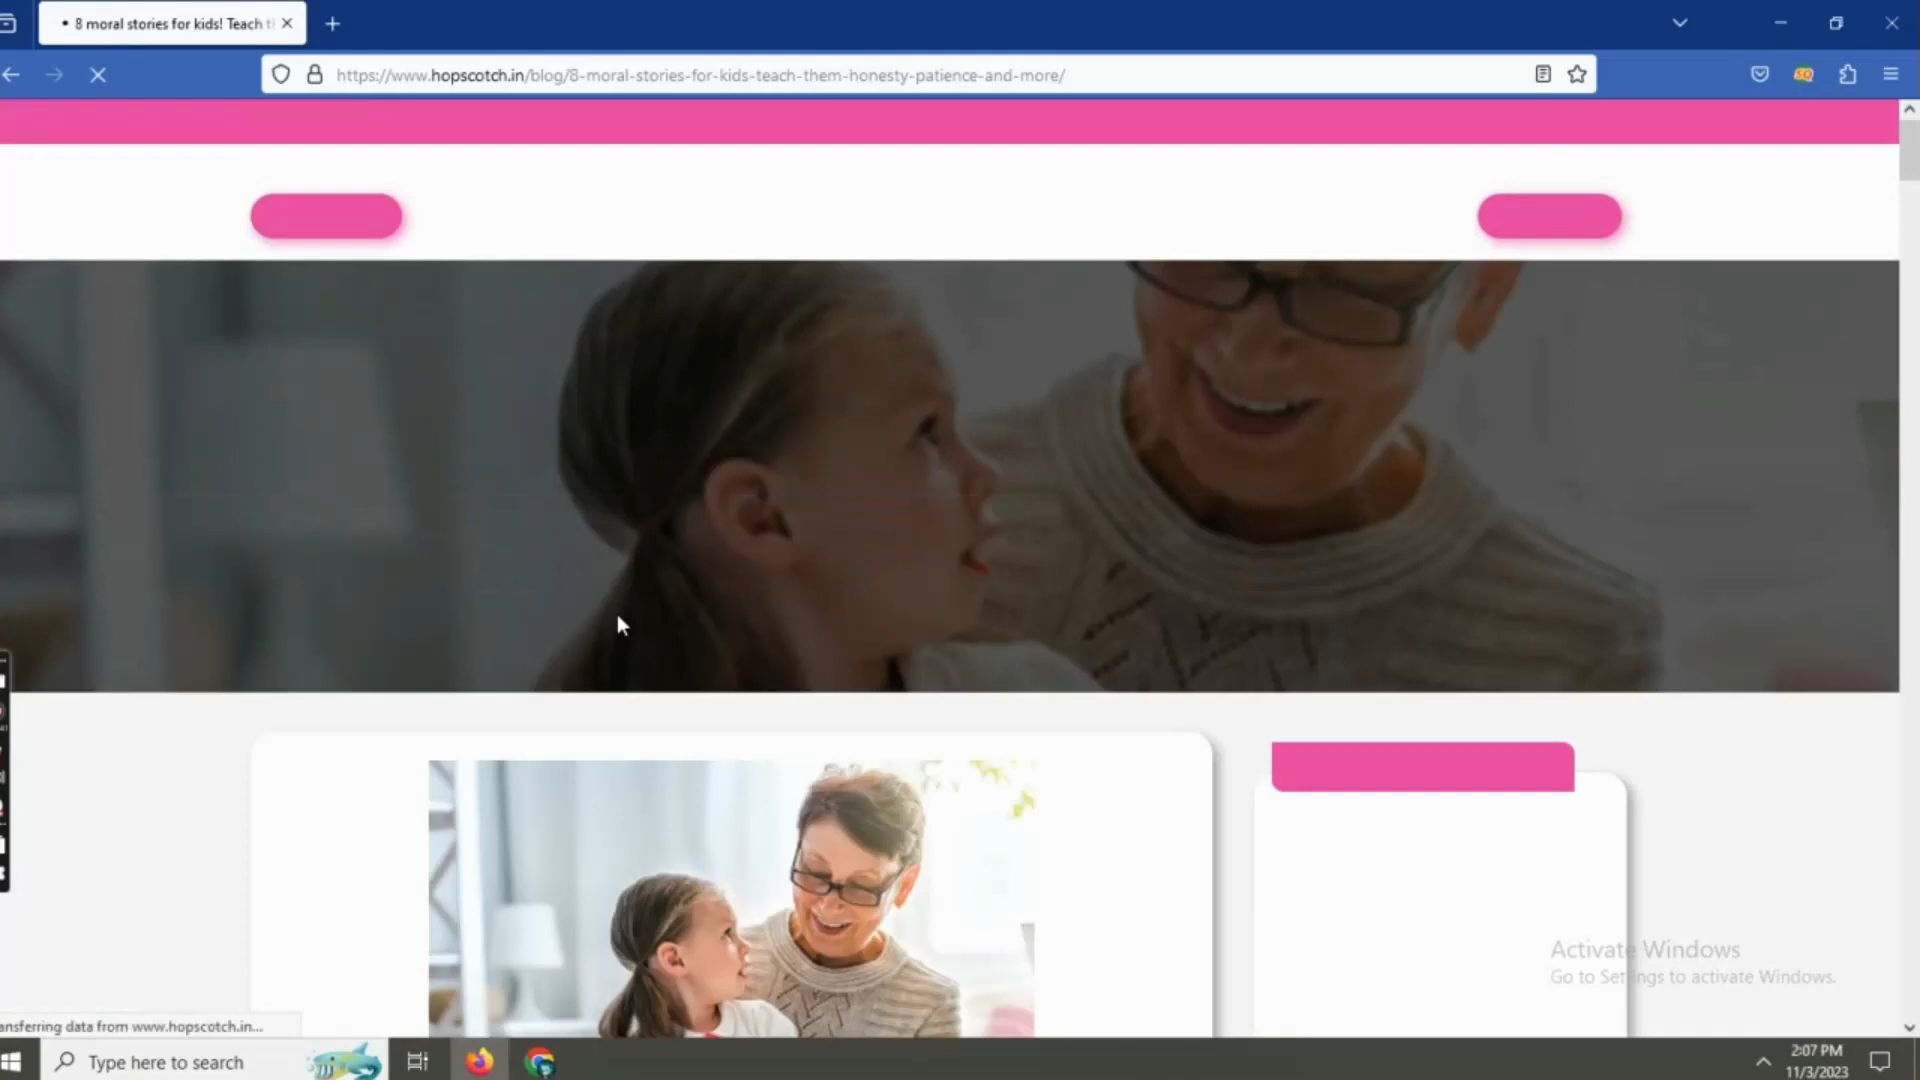 8 moral stories for kids! Teach t
https://www.hopscotch.in/blog/8-moral-stories-for-kids-teach-them-honesty-patience-and-more/
Activate Windows
Go to Settings to activate Windows.
ansferring data from www.hopscotch.in...
Type here to search
2:07 PM
11/3/2023